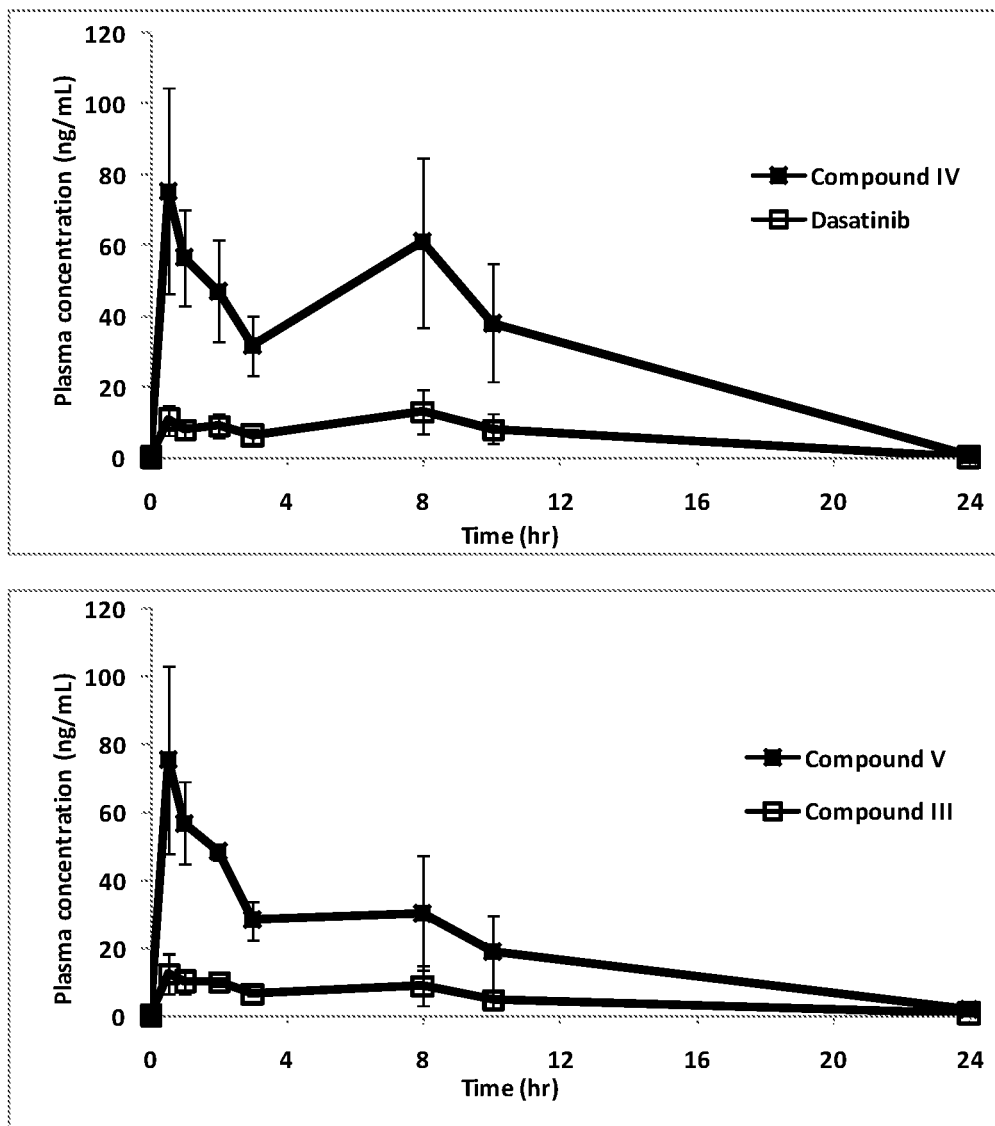 Plasma concentration (ng/mL)
120
100
80
60
40
20
0
Compound IV
Dasatinib
0 4 8 12 16 20 24
Time (hr)
Plasma concentration (ng/mL)
120
100
80
60
40
20
0
Compound V
Compound III
0 4 8 12 16 20 24
Time (hr)